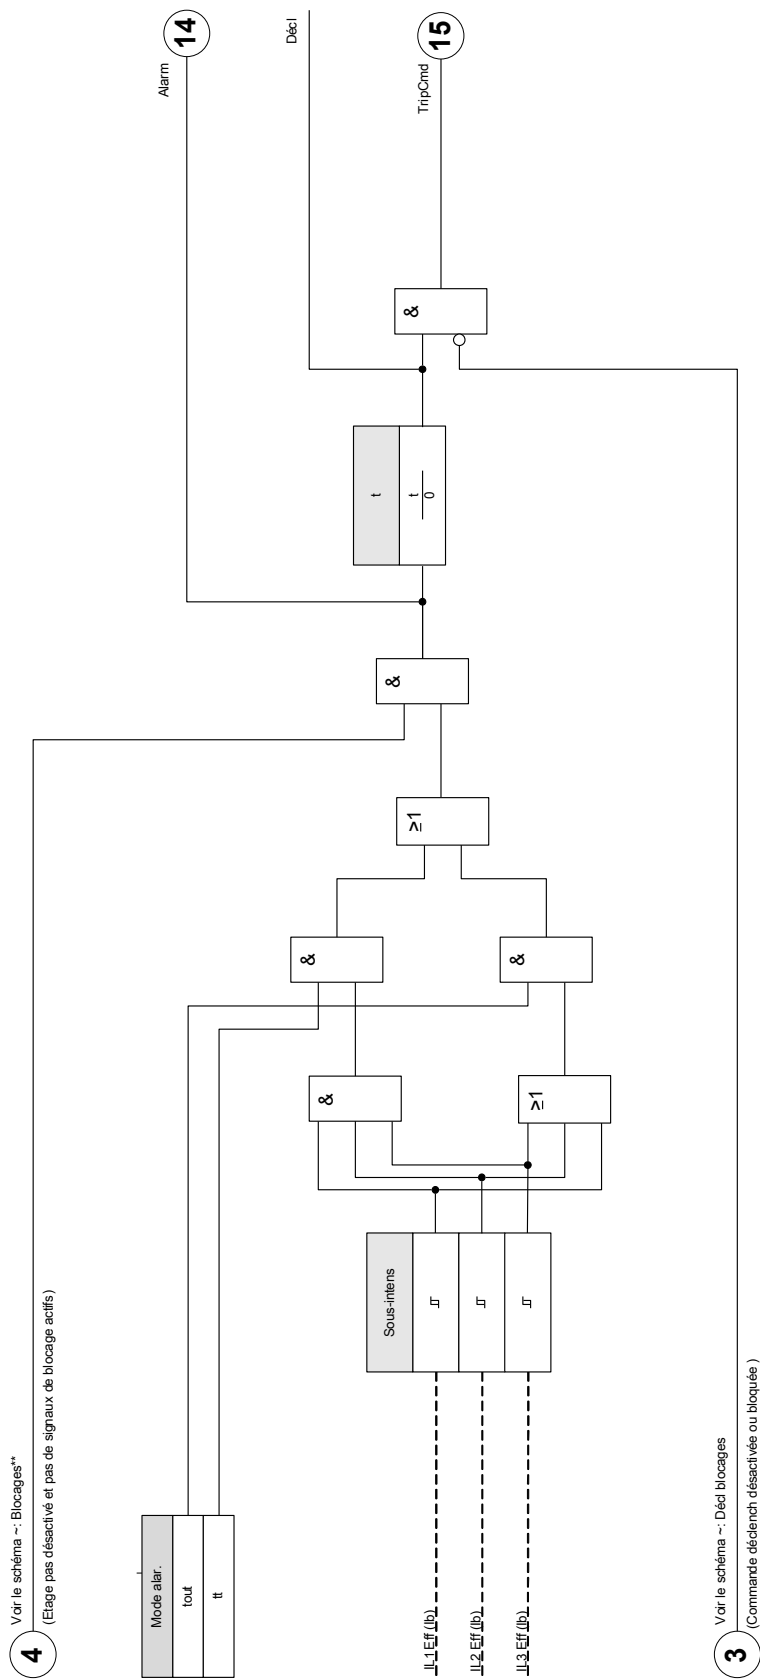 4
Voir le schéma ~: Blocages**
(Etage pas désactivé et pas de signaux de blocage actifs)
Mode alar.
tout
tt
IL1 Eff (Ib)
IL2 Eff (Ib)
IL3 Eff (Ib)
Sous-intens
&
≥1
&
&
≥1
&
t
t
0
&
Alarm
14
Décl
TripCmd
15
3
Voir le schéma ~: Décl blocages
(Commande déclench désactivée ou bloquée )